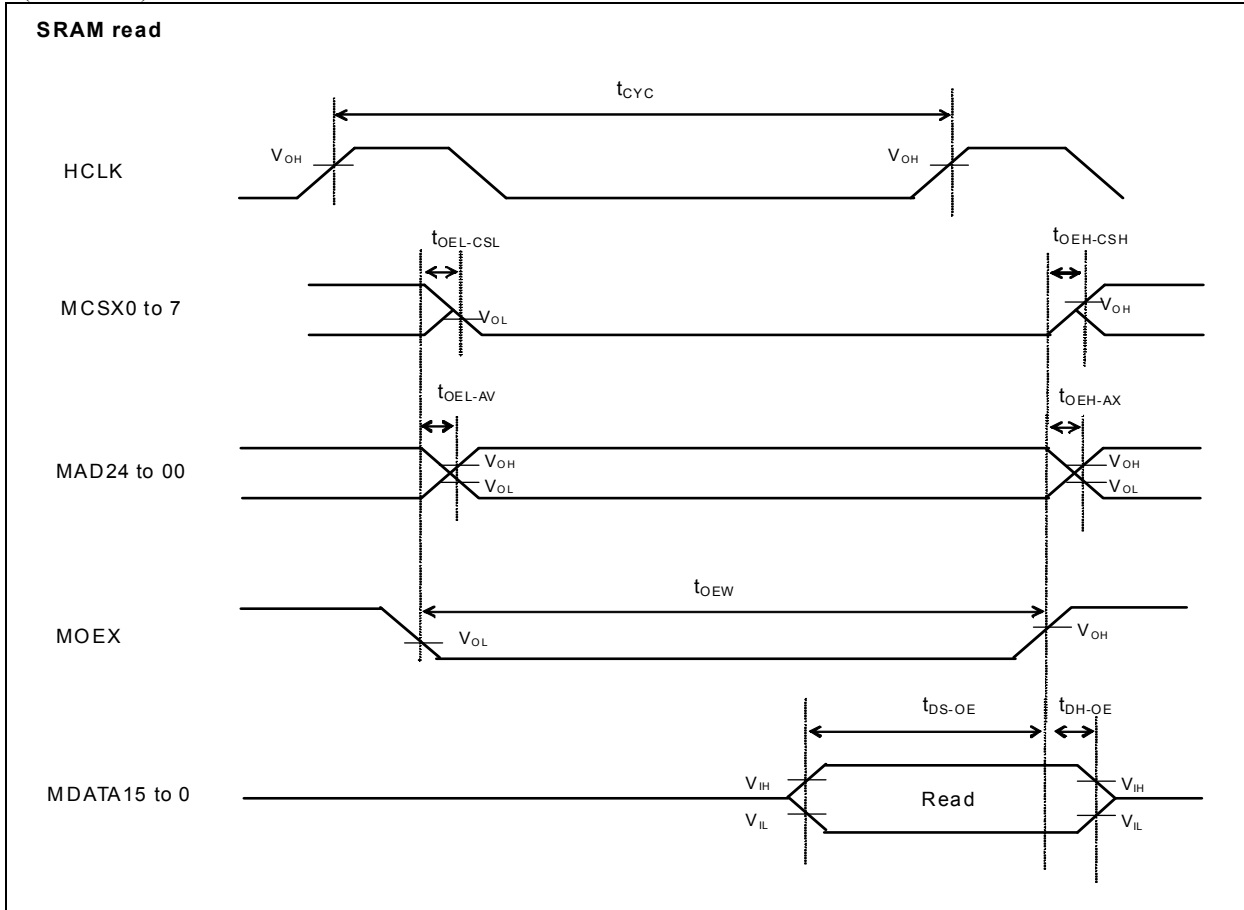 SRAM read
tCYC
HCLK
VOH
VOH
tOEL-CSL
tOEH-CSH
MCSX0 to 7
VOL
VOH
tOEL-AV
tOEH-AX
MAD24 to 00
VOH
VOL
VOH
VOL
tOEW
MOEX
VOL
VOH
tDS-OE
tDH-OE
MDATA15 to 0
VIH
VIL
Read
VIH
VIL